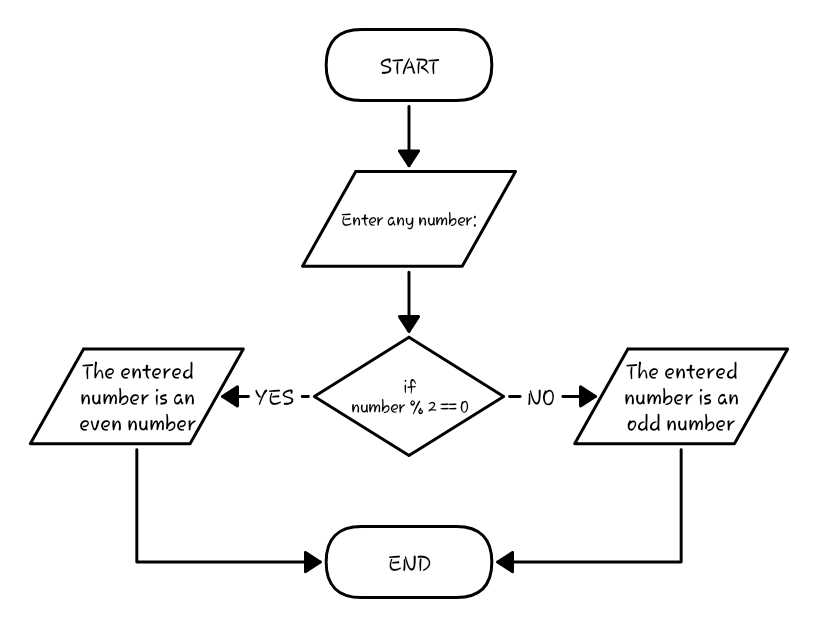 START
Enter any number:
The entered
number is an
even number
YES
if
number % 2 == 0
NO
The entered
number is an
odd number
END